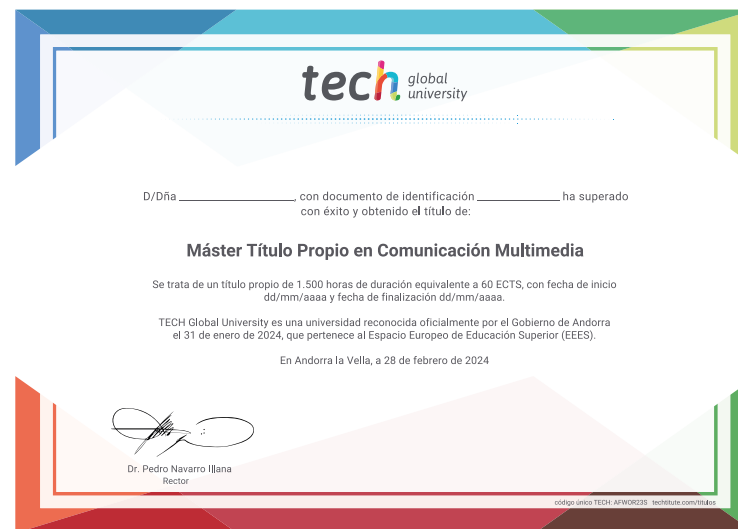 tech global
university
D/Dña ______________, con documento de identificación __________ ha superado
con éxito y obtenido el título de:
Máster Título Propio en Comunicación Multimedia
Se trata de un título propio de 1.500 horas de duración equivalente a 60 ECTS, con fecha de inicio
dd/mm/aaaa y fecha de finalización dd/mm/aaaa.
TECH Global University es una universidad reconocida oficialmente por el Gobierno de Andorra
el 31 de enero de 2024, que pertenece al Espacio Europeo de Educación Superior (EEES).
En Andorra la Vella, a 28 de febrero de 2024
Dr. Pedro Navarro Illana
Rector
código único TECH: AFWOR23S techtitute.com/titulos